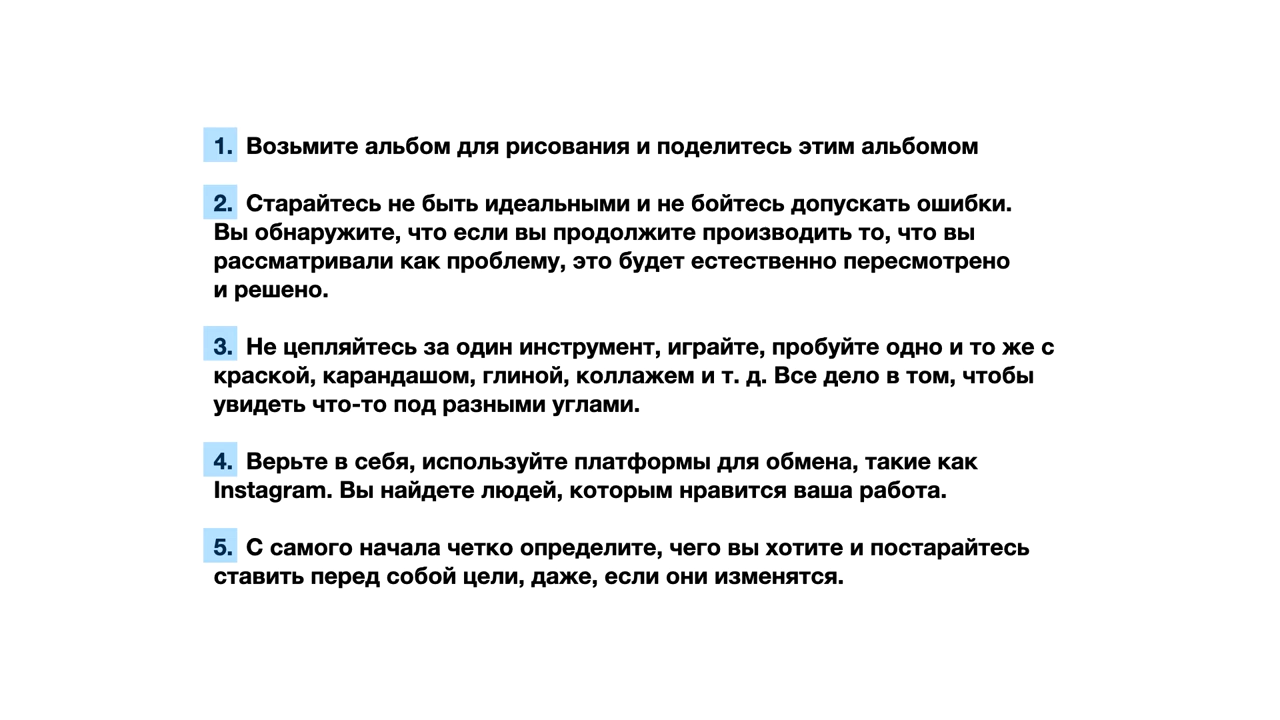 1. Возьмите альбом для рисования и поделитесь этим альбомом
2. Старайтесь не быть идеальными и не бойтесь допускать ошибки.
Вы обнаружите, что если вы продолжите производить то, что вы
рассматривали как проблему, это будет естественно пересмотрено
и решено.
3. Не цепляйтесь за один инструмент, играйте, пробуйте одно и то же с
краской, карандашом, глиной, коллажем и т. д. Все дело в том, чтобы
увидеть что-то под разными углами.
4. Верьте в себя, используйте платформы для обмена, такие как
Instagram. Вы найдете людей, которым нравится ваша работа.
5. С самого начала четко определите, чего вы хотите и постарайтесь
ставить перед собой цели, даже, если они изменятся.